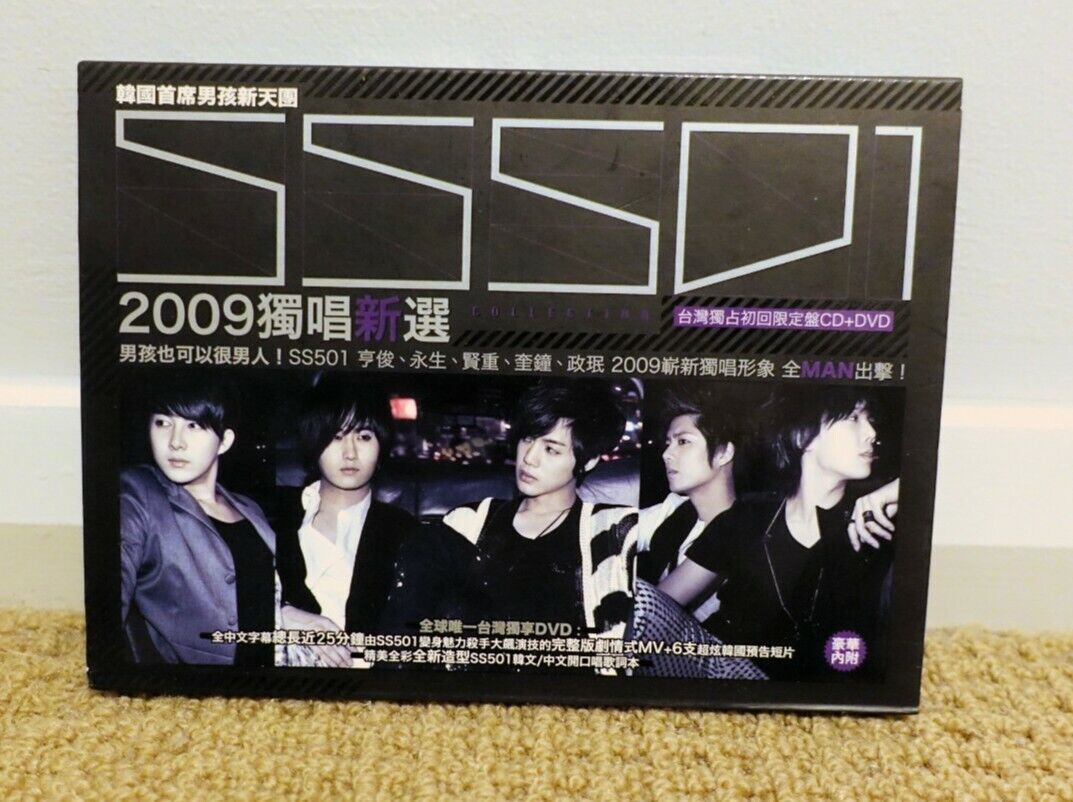 韓國首席男孩新天團
SS501
2009獨唱新選
COLLECTION
台灣獨占初回限定盤CD+DVD
男孩也可以很男人！SS501 亨俊、永生、賢重、奎鐘、政珉 2009嶄新獨唱形象 全MAN出擊！
全球唯一台灣獨享DVD：
全中文字幕總長近25分鐘由SS501變身魅力殺手大飆演技的完整版劇情式MV+6支超炫韓國預告短片
精美全彩全新造型SS501韓文/中文開口唱歌詞本
豪華
內附